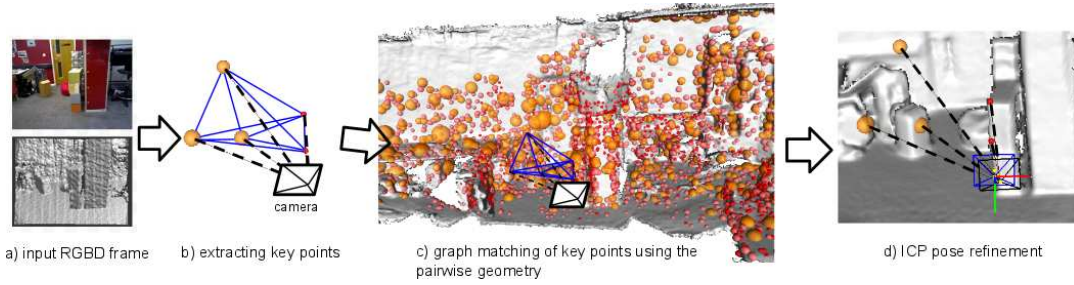 camera
a) input RGBD frame
b) extracting key points
c) graph matching of key points using the
pairwise geometry
d) ICP pose refinement